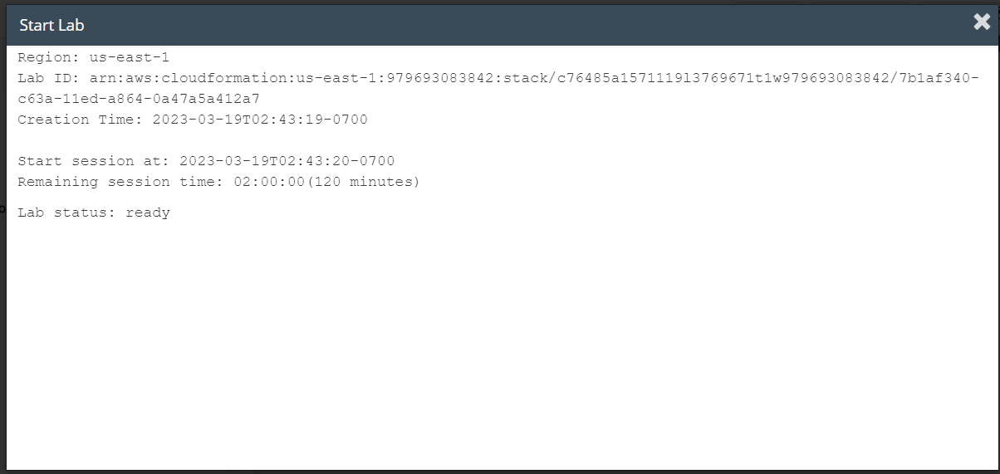 Start Lab
Region: us-east-1
Lab ID: arn:aws:cloudformation:us-east-1:979693083842:stack/c76485a1571119l3769671t1w979693083842/7b1af340-
c63a-11ed-a864-0a47a5a412a7
Creation Time: 2023-03-19T02:43:19-0700
Start session at: 2023-03-19T02:43:20-0700
Remaining session time: 02:00:00(120 minutes)
Lab status: ready